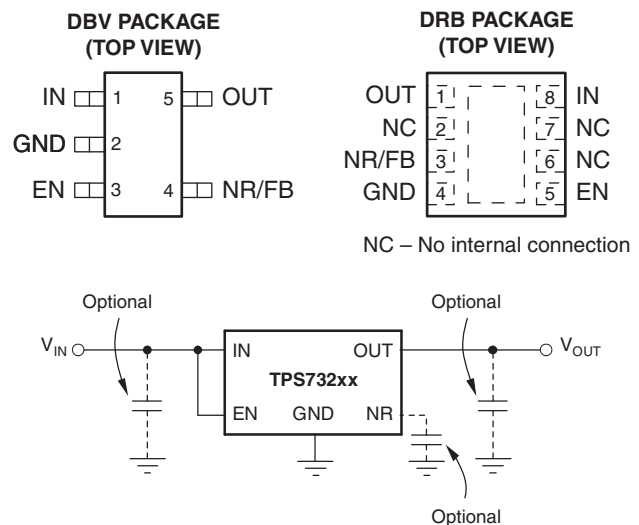 DBV PACKAGE
(TOP VIEW)
IN 1 5 OUT
GND 2
EN 3 4 NR/FB
DRB PACKAGE
(TOP VIEW)
OUT 1 8 IN
NC 2 7 NC
NR/FB 3 6 NC
GND 4 5 EN
NC – No internal connection
Optional Optional
VIN IN OUT VOUT
TPS732xx
EN GND NR
Optional